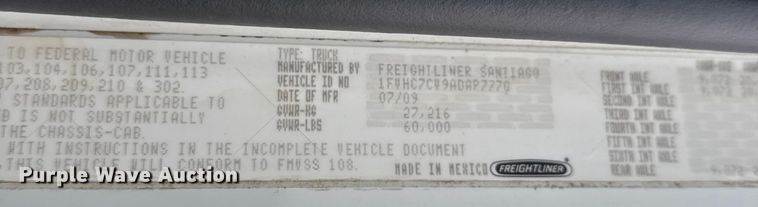 TO FEDERAL MOTOR VEHICLE
103,104,106,107,111,113
07,208,209,210 & 302.
STANDARDS APPLICABLE TO
B IS NOT SUBSTANTIALLY
THE CHASSIS-CAB.
WITH INSTRUCTIONS IN THE INCOMPLETE VEHICLE DOCUMENT
THIS VEHICLE WILL CONFORM TO FMVSS 108.
TYPE: TRUCK
MANUFACTURED BY FREIGHTLINER SANTIAGO
VEHICLE ID NO
DATE OF MFR 07/09
GVWR-KG 27,216
GVWR-LBS 60,000
MADE IN MEXICO FREIGHTLINER
FRONT AXLE
FIRST INT AXLE
SECOND INT AXLE
THIRD INT AXLE
FOURTH INT AXLE
FIFTH INT AXLE
SIXTH INT AXLE
REAR AXLE
Purple Wave Auction